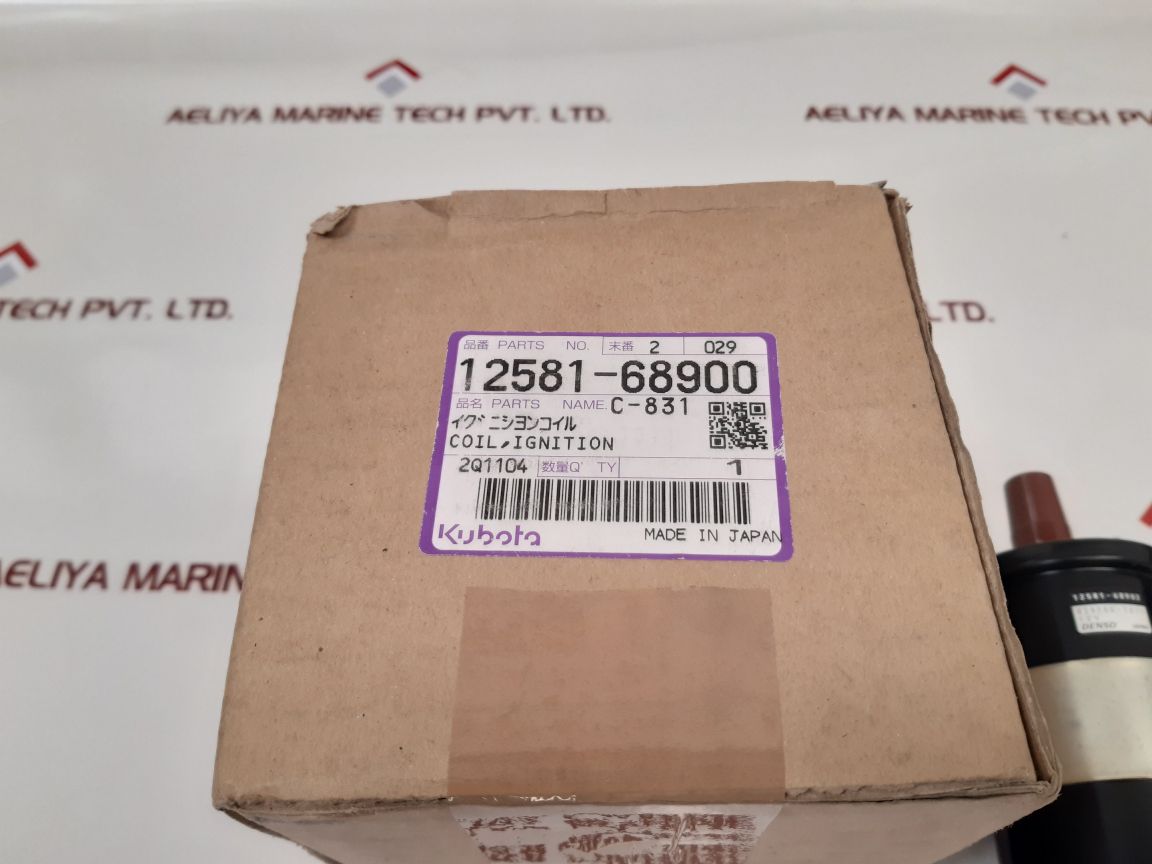 AELIYA MARINE TECH PVT. LTD.
AELIYA MARINE TECH PV
TECH PVT. LTD.
LTD.
AELIYA MARIN
品番 PARTS NO. 末番 2 029
12581-68900
品名 PARTS NAME. C-831
イグニシヨンコイル
COIL,IGNITION
2Q1104 数量Q'TY 1
Kubota
MADE IN JAPAN
DENSO